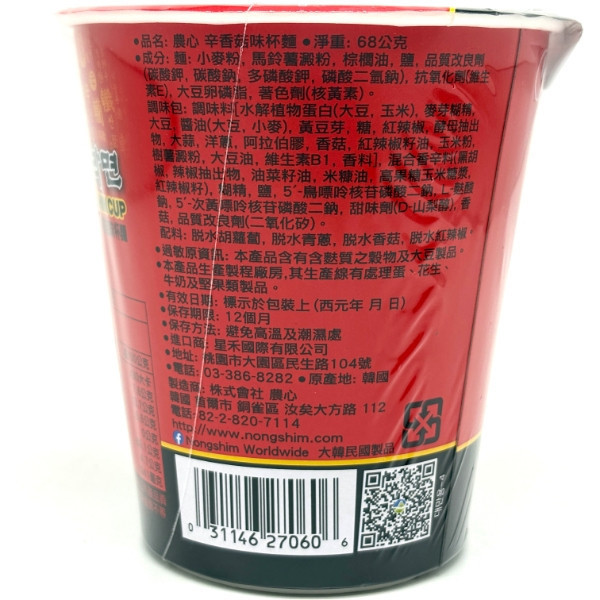 •品名: 農心 辛香菇味杯麵 •淨重: 68公克
•成分: 麵: 小麥粉, 馬鈴薯澱粉, 棕櫚油, 鹽, 品質改良劑
(碳酸鉀, 碳酸鈉, 多磷酸鉀, 磷酸二氫鈉), 抗氧化劑(維生
素E), 大豆卵磷脂, 著色劑(核黃素).
調味包: 調味料[水解植物蛋白(大豆, 玉米), 麥芽糊精,
大豆, 醬油(大豆, 小麥), 黃豆芽, 糖, 紅辣椒, 酵母抽出
物, 大蒜, 洋蔥, 阿拉伯膠, 香菇, 紅辣椒籽油, 玉米粉,
樹薯澱粉, 大豆油, 維生素B1, 香料], 混合香辛料(黑胡
椒, 辣椒抽出物, 油菜籽油, 米糠油, 高果糖玉米糖漿,
紅辣椒籽), 糊精, 鹽, 5´-鳥嘌呤核苷磷酸二鈉, L-麩酸
鈉, 5´-次黃嘌呤核苷磷酸二鈉, 甜味劑(D-山梨醇), 香
菇, 品質改良劑(二氧化矽).
配料: 脫水胡蘿蔔, 脫水青蔥, 脫水香菇, 脫水紅辣椒.
•過敏原資訊: 本產品含有含麩質之穀物及大豆製品.
•本產品生產製程廠房,其生產線有處理蛋、花生、
牛奶及堅果類製品.
•有效日期: 標示於包裝上 (西元年 月 日)
•保存期限: 12個月
•保存方法: 避免高溫及潮濕處
•進口商: 星禾國際有限公司
•地址: 桃園市大園區民生路104號
•電話: 03-386-8282 •原產地: 韓國
製造商: 株式會社 農心
韓國 首爾市 銅雀區 汝矣大方路 112
•電話: 82-2-820-7114
http://www.nongshim.com
Nongshim Worldwide 大韓民國製品
CUP
0 31146 27060 6